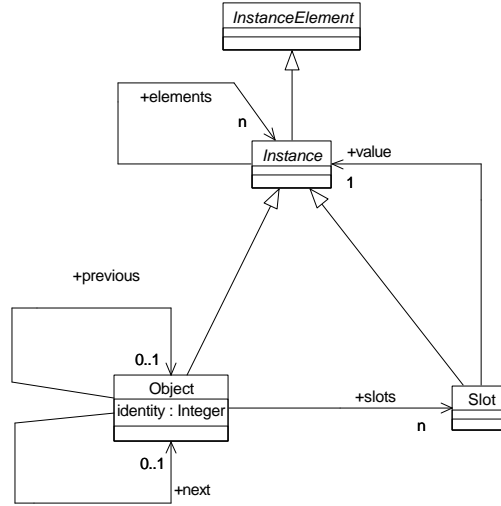 InstanceElement
+elements
n
Instance
+value
1
+previous
0..1
Object
identity : Integer
+slots
n
Slot
0..1
+next